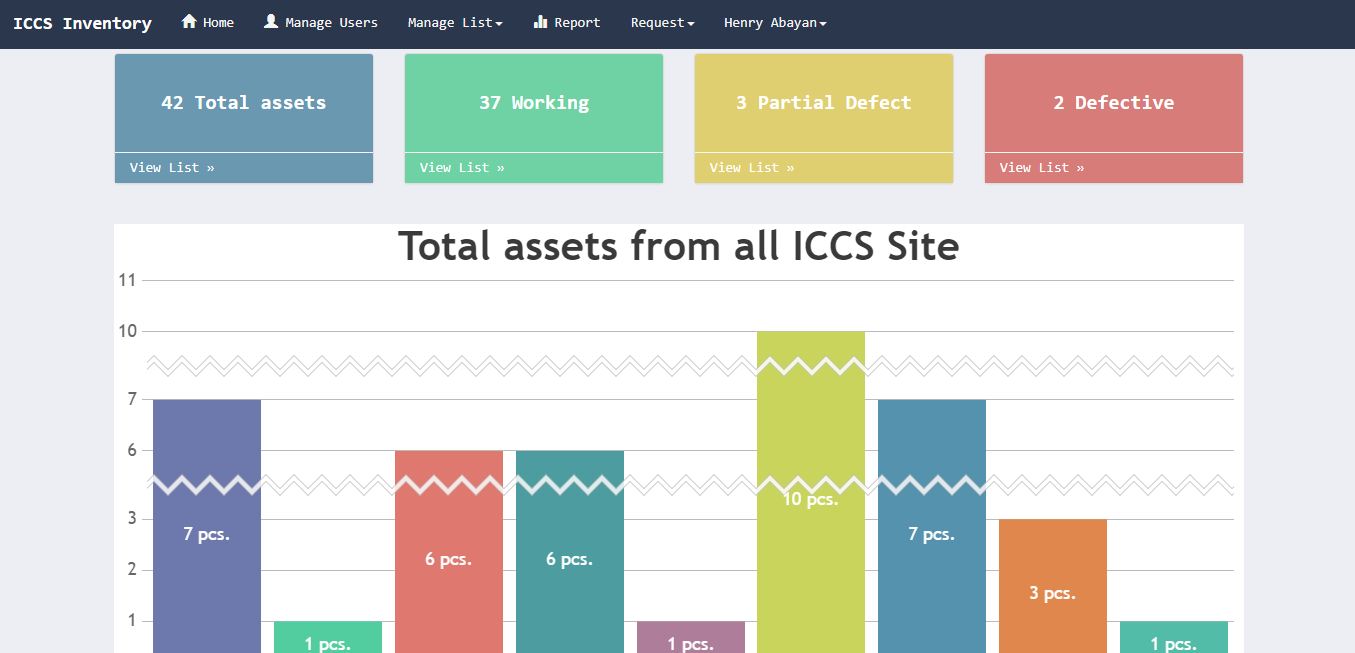 ICCS Inventory Home Manage Users Manage List Report Request Henry Abayan
42 Total assets 37 Working 3 Partial Defect 2 Defective
View List » View List » View List » View List »
Total assets from all ICCS Site
11
10
7
6
10 pcs.
3
7 pcs. 7 pcs.
6 pcs. 6 pcs.
2
3 pcs.
1
1 pcs. 1 pcs. 1 pcs.